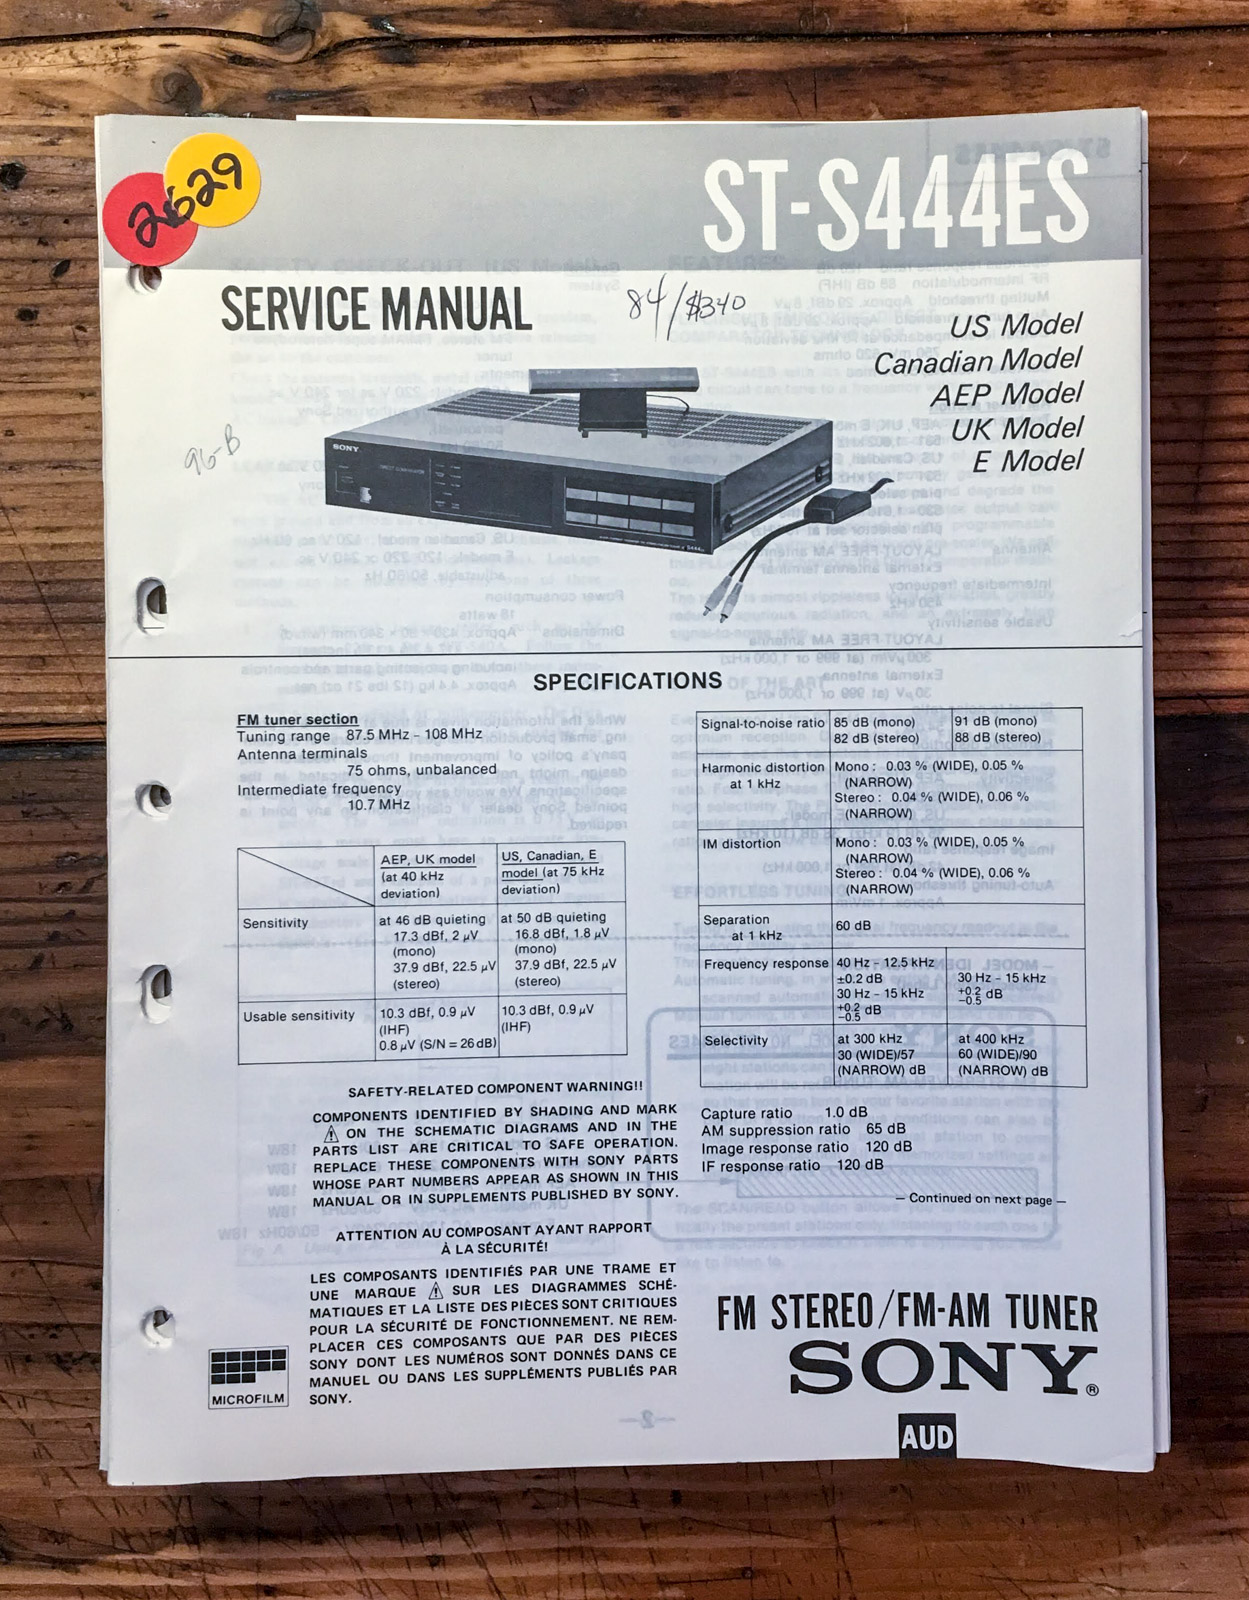 2629
ST-S444ES
SERVICE MANUAL
84/$340
US Model
Canadian Model
AEP Model
UK Model
E Model
96-B
SONY
SPECIFICATIONS
FM tuner section
Tuning range 87.5 MHz – 108 MHz
Antenna terminals
75 ohms, unbalanced
Intermediate frequency
10.7 MHz
AEP, UK model (at 40 kHz deviation)
US, Canadian, E model (at 75 kHz deviation)
Sensitivity
at 46 dB quieting
17.3 dBf, 2 μV
(mono)
37.9 dBf, 22.5 μV
(stereo)
at 50 dB quieting
16.8 dBf, 1.8 μV
(mono)
37.9 dBf, 22.5 μV
(stereo)
Usable sensitivity
10.3 dBf, 0.9 μV
(IHF)
0.8 μV (S/N = 26 dB)
10.3 dBf, 0.9 μV
(IHF)
SAFETY-RELATED COMPONENT WARNING!!
COMPONENTS IDENTIFIED BY SHADING AND MARK
⚠ ON THE SCHEMATIC DIAGRAMS AND IN THE
PARTS LIST ARE CRITICAL TO SAFE OPERATION.
REPLACE THESE COMPONENTS WITH SONY PARTS
WHOSE PART NUMBERS APPEAR AS SHOWN IN THIS
MANUAL OR IN SUPPLEMENTS PUBLISHED BY SONY.
ATTENTION AU COMPOSANT AYANT RAPPORT
À LA SÉCURITÉ!
LES COMPOSANTS IDENTIFIÉS PAR UNE TRAME ET
UNE MARQUE ⚠ SUR LES DIAGRAMMES SCHÉ-
MATIQUES ET LA LISTE DES PIÈCES SONT CRITIQUES
POUR LA SÉCURITÉ DE FONCTIONNEMENT. NE REM-
PLACER CES COMPOSANTS QUE PAR DES PIÈCES
SONY DONT LES NUMÉROS SONT DONNÉS DANS CE
MANUEL OU DANS LES SUPPLÉMENTS PUBLIÉS PAR
SONY.
MICROFILM
Signal-to-noise ratio
85 dB (mono)
82 dB (stereo)
91 dB (mono)
88 dB (stereo)
Harmonic distortion
at 1 kHz
Mono : 0.03 % (WIDE), 0.05 %
(NARROW)
Stereo : 0.04 % (WIDE), 0.06 %
(NARROW)
IM distortion
Mono : 0.03 % (WIDE), 0.05 %
(NARROW)
Stereo : 0.04 % (WIDE), 0.06 %
(NARROW)
Separation
at 1 kHz
60 dB
Frequency response
40 Hz – 12.5 kHz
±0.2 dB
30 Hz – 15 kHz
+0.2
−0.5 dB
30 Hz – 15 kHz
+0.2
−0.5 dB
Selectivity
at 300 kHz
30 (WIDE)/57
(NARROW) dB
at 400 kHz
60 (WIDE)/90
(NARROW) dB
Capture ratio 1.0 dB
AM suppression ratio 65 dB
Image response ratio 120 dB
IF response ratio 120 dB
— Continued on next page —
FM STEREO/FM-AM TUNER
SONY®
AUD